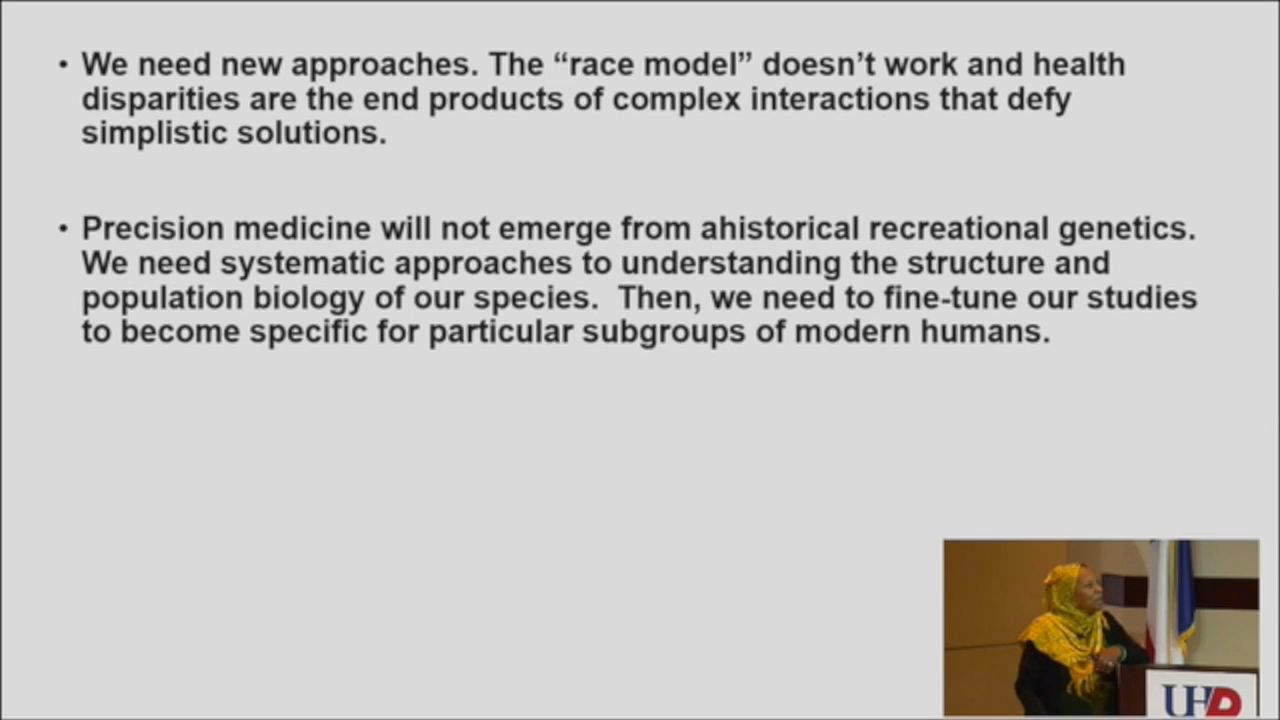 • We need new approaches. The “race model” doesn’t work and health
disparities are the end products of complex interactions that defy
simplistic solutions.
• Precision medicine will not emerge from ahistorical recreational genetics.
We need systematic approaches to understanding the structure and
population biology of our species.  Then, we need to fine-tune our studies
to become specific for particular subgroups of modern humans.
UHD